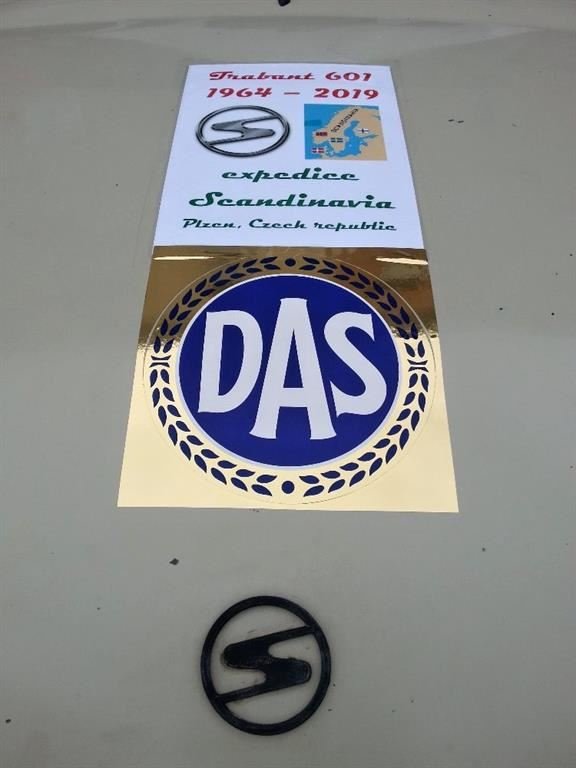 Trabant 601
1964 – 2019
expedice
Scandinavia
Plzen, Czech republic
DAS